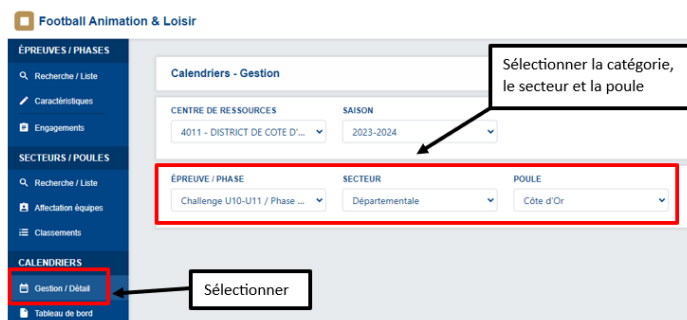 Football Animation & Loisir
ÉPREUVES / PHASES
Recherche / Liste
Caractéristiques
Engagements
SECTEURS / POULES
Recherche / Liste
Affectation équipes
Classements
CALENDRIERS
Gestion / Détail
Tableau de bord
Calendriers - Gestion
Sélectionner la catégorie,
le secteur et la poule
CENTRE DE RESSOURCES
SAISON
4011 - DISTRICT DE COTE D'...
2023-2024
ÉPREUVE / PHASE
SECTEUR
POULE
Challenge U10-U11 / Phase ...
Départementale
Côte d'Or
Sélectionner